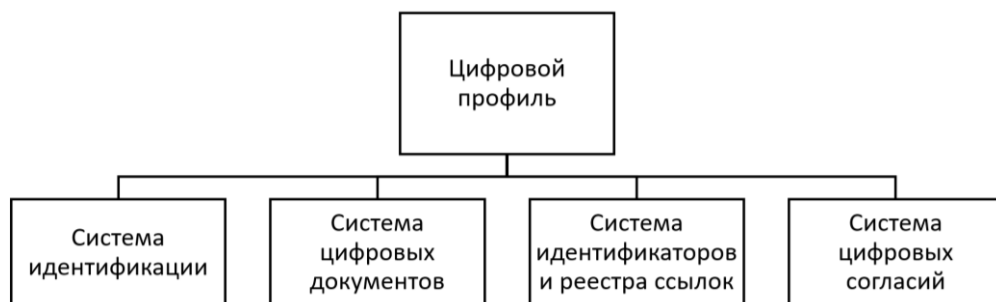 Цифровой
профиль
Система
идентификации
Система
цифровых
документов
Система
идентификаторов
и реестра ссылок
Система
цифровых
согласий